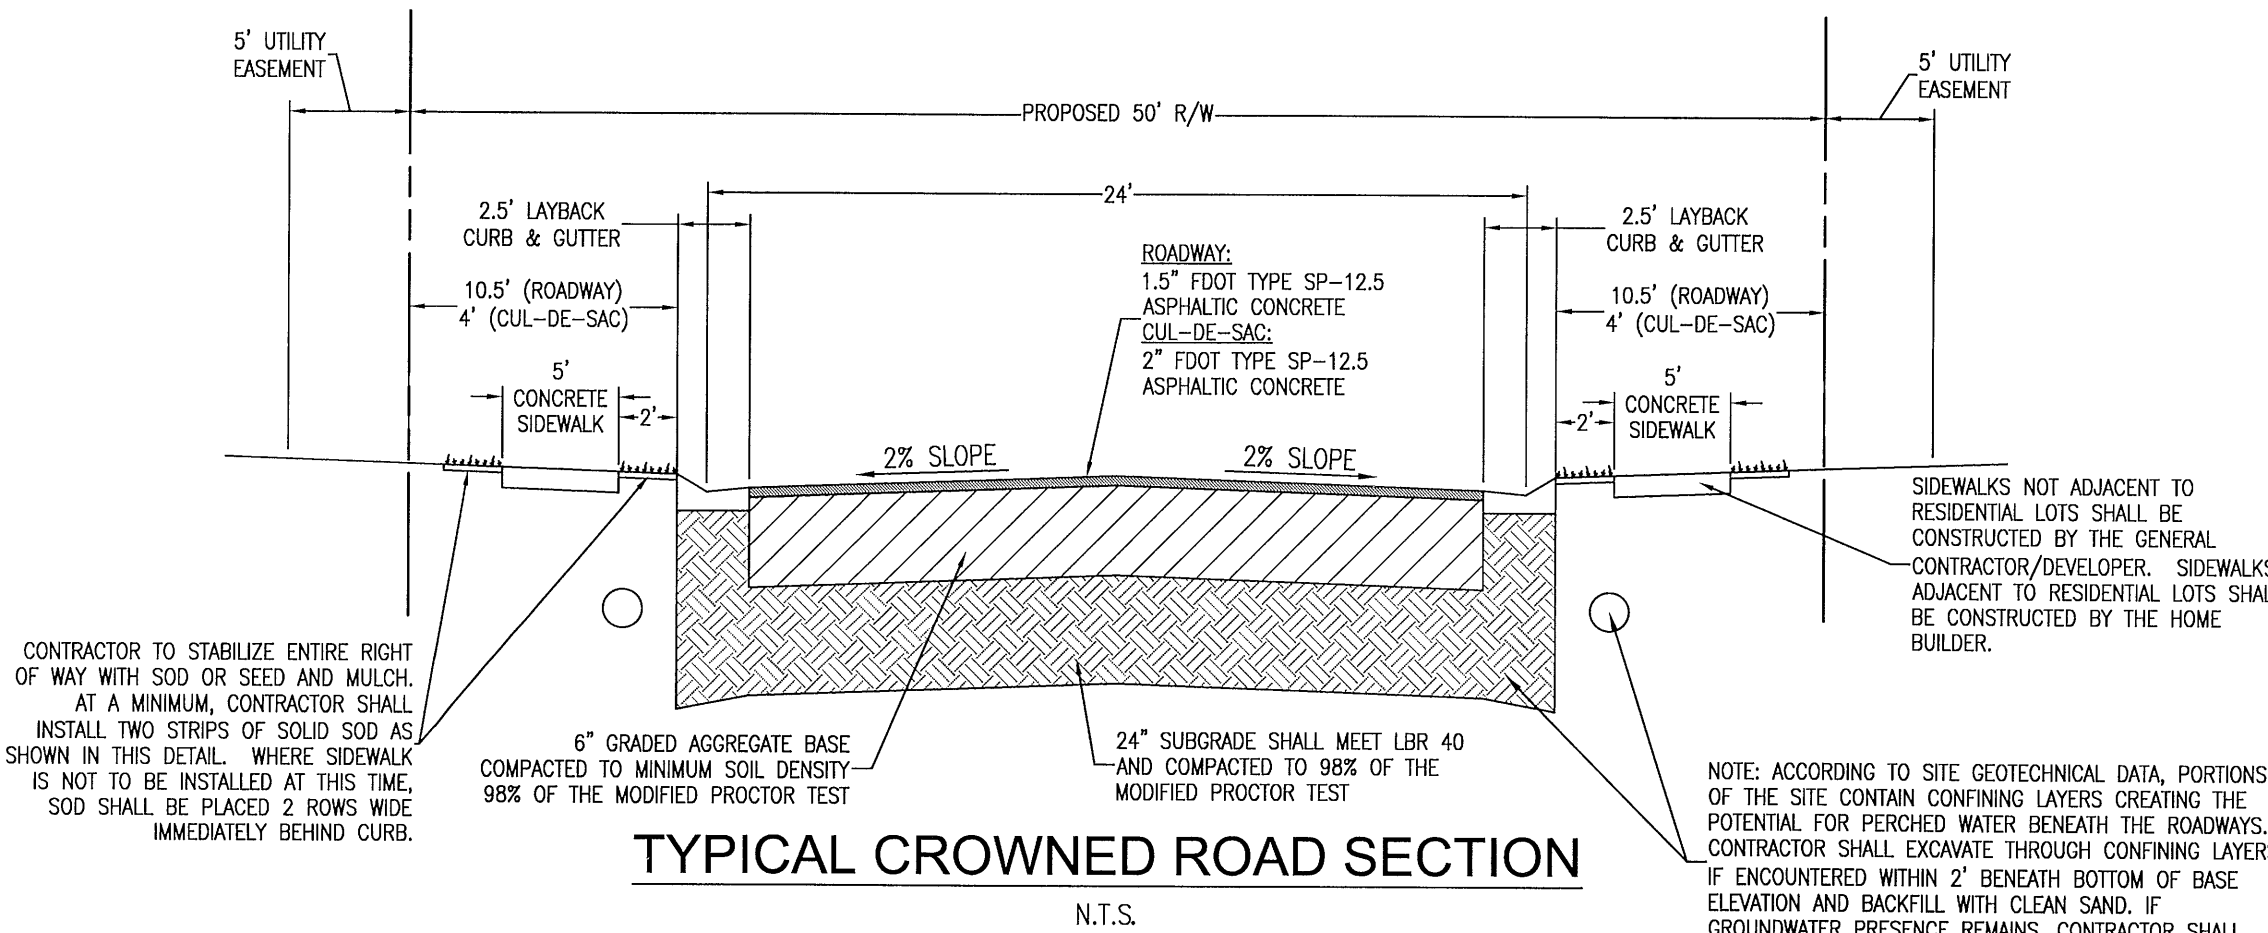 5' UTILITY
EASEMENT
5' UTILITY
EASEMENT
PROPOSED 50' R/W
24'
2.5' LAYBACK
CURB & GUTTER
2.5' LAYBACK
CURB & GUTTER
ROADWAY:
1.5" FDOT TYPE SP-12.5
ASPHALTIC CONCRETE
CUL-DE-SAC:
2" FDOT TYPE SP-12.5
ASPHALTIC CONCRETE
10.5' (ROADWAY)
4' (CUL-DE-SAC)
10.5' (ROADWAY)
4' (CUL-DE-SAC)
5'
CONCRETE
SIDEWALK
2'
5'
CONCRETE
SIDEWALK
2'
2% SLOPE
2% SLOPE
SIDEWALKS NOT ADJACENT TO
RESIDENTIAL LOTS SHALL BE
CONSTRUCTED BY THE GENERAL
CONTRACTOR/DEVELOPER. SIDEWALKS
ADJACENT TO RESIDENTIAL LOTS SHAL
BE CONSTRUCTED BY THE HOME
BUILDER.
CONTRACTOR TO STABILIZE ENTIRE RIGHT
OF WAY WITH SOD OR SEED AND MULCH.
AT A MINIMUM, CONTRACTOR SHALL
INSTALL TWO STRIPS OF SOLID SOD AS
SHOWN IN THIS DETAIL. WHERE SIDEWALK
IS NOT TO BE INSTALLED AT THIS TIME,
SOD SHALL BE PLACED 2 ROWS WIDE
IMMEDIATELY BEHIND CURB.
6" GRADED AGGREGATE BASE
COMPACTED TO MINIMUM SOIL DENSITY
98% OF THE MODIFIED PROCTOR TEST
24" SUBGRADE SHALL MEET LBR 40
AND COMPACTED TO 98% OF THE
MODIFIED PROCTOR TEST
NOTE: ACCORDING TO SITE GEOTECHNICAL DATA, PORTIONS
OF THE SITE CONTAIN CONFINING LAYERS CREATING THE
POTENTIAL FOR PERCHED WATER BENEATH THE ROADWAYS.
CONTRACTOR SHALL EXCAVATE THROUGH CONFINING LAYER
IF ENCOUNTERED WITHIN 2' BENEATH BOTTOM OF BASE
ELEVATION AND BACKFILL WITH CLEAN SAND. IF
GROUNDWATER PRESENCE REMAINS, CONTRACTOR SHALL
TYPICAL CROWNED ROAD SECTION
N.T.S.